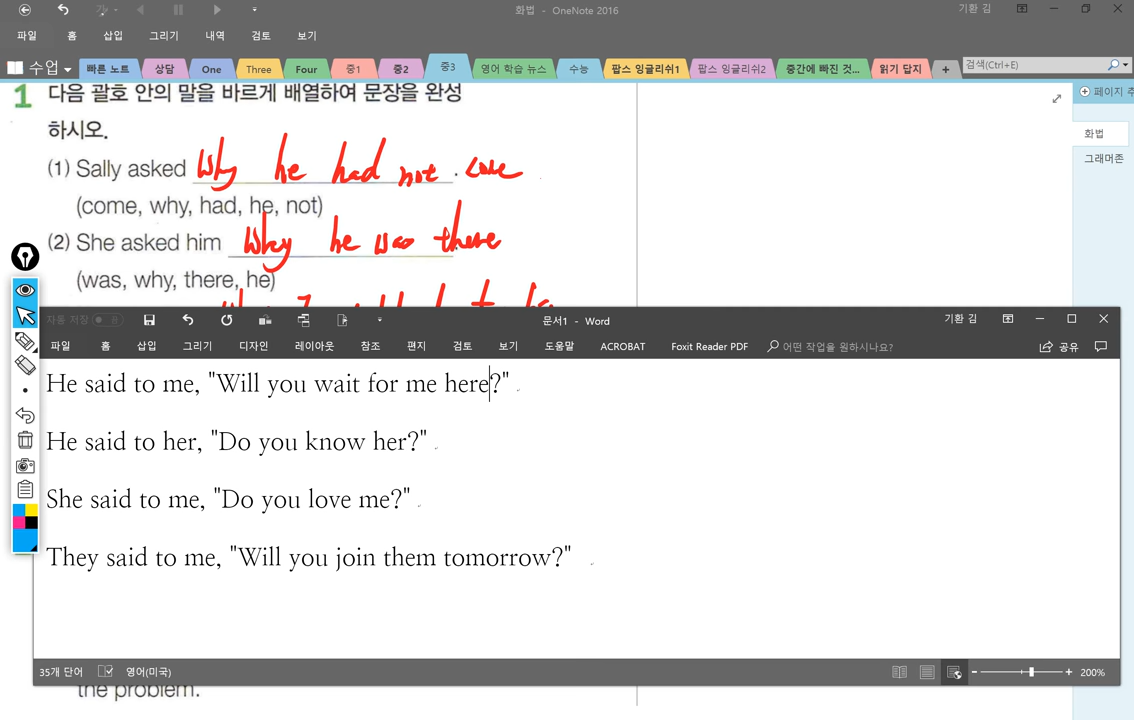 화법 - OneNote 2016
기환 김
파일 홈 삽입 그리기 내역 검토 보기
수업 빠른 노트 상담 One Three Four 중1 중2 중3 영어 학습 뉴스 수능 팝스 잉글리쉬1 팝스 잉글리쉬2 중간에 빠진 것... 읽기 답지 + 검색(Ctrl+E)
페이지 추
화법
그래머존
1 다음 괄호 안의 말을 바르게 배열하여 문장을 완성
하시오.
(1) Sally asked why he had not come.
(come, why, had, he, not)
(2) She asked him why he was there
(was, why, there, he)
자동 저장 문서1 - Word 기환 김
파일 홈 삽입 그리기 디자인 레이아웃 참조 편지 검토 보기 도움말 ACROBAT Foxit Reader PDF 어떤 작업을 원하시나요? 공유
He said to me, "Will you wait for me here?"
He said to her, "Do you know her?"
She said to me, "Do you love me?"
They said to me, "Will you join them tomorrow?"
35개 단어 영어(미국) 200%
the problem.